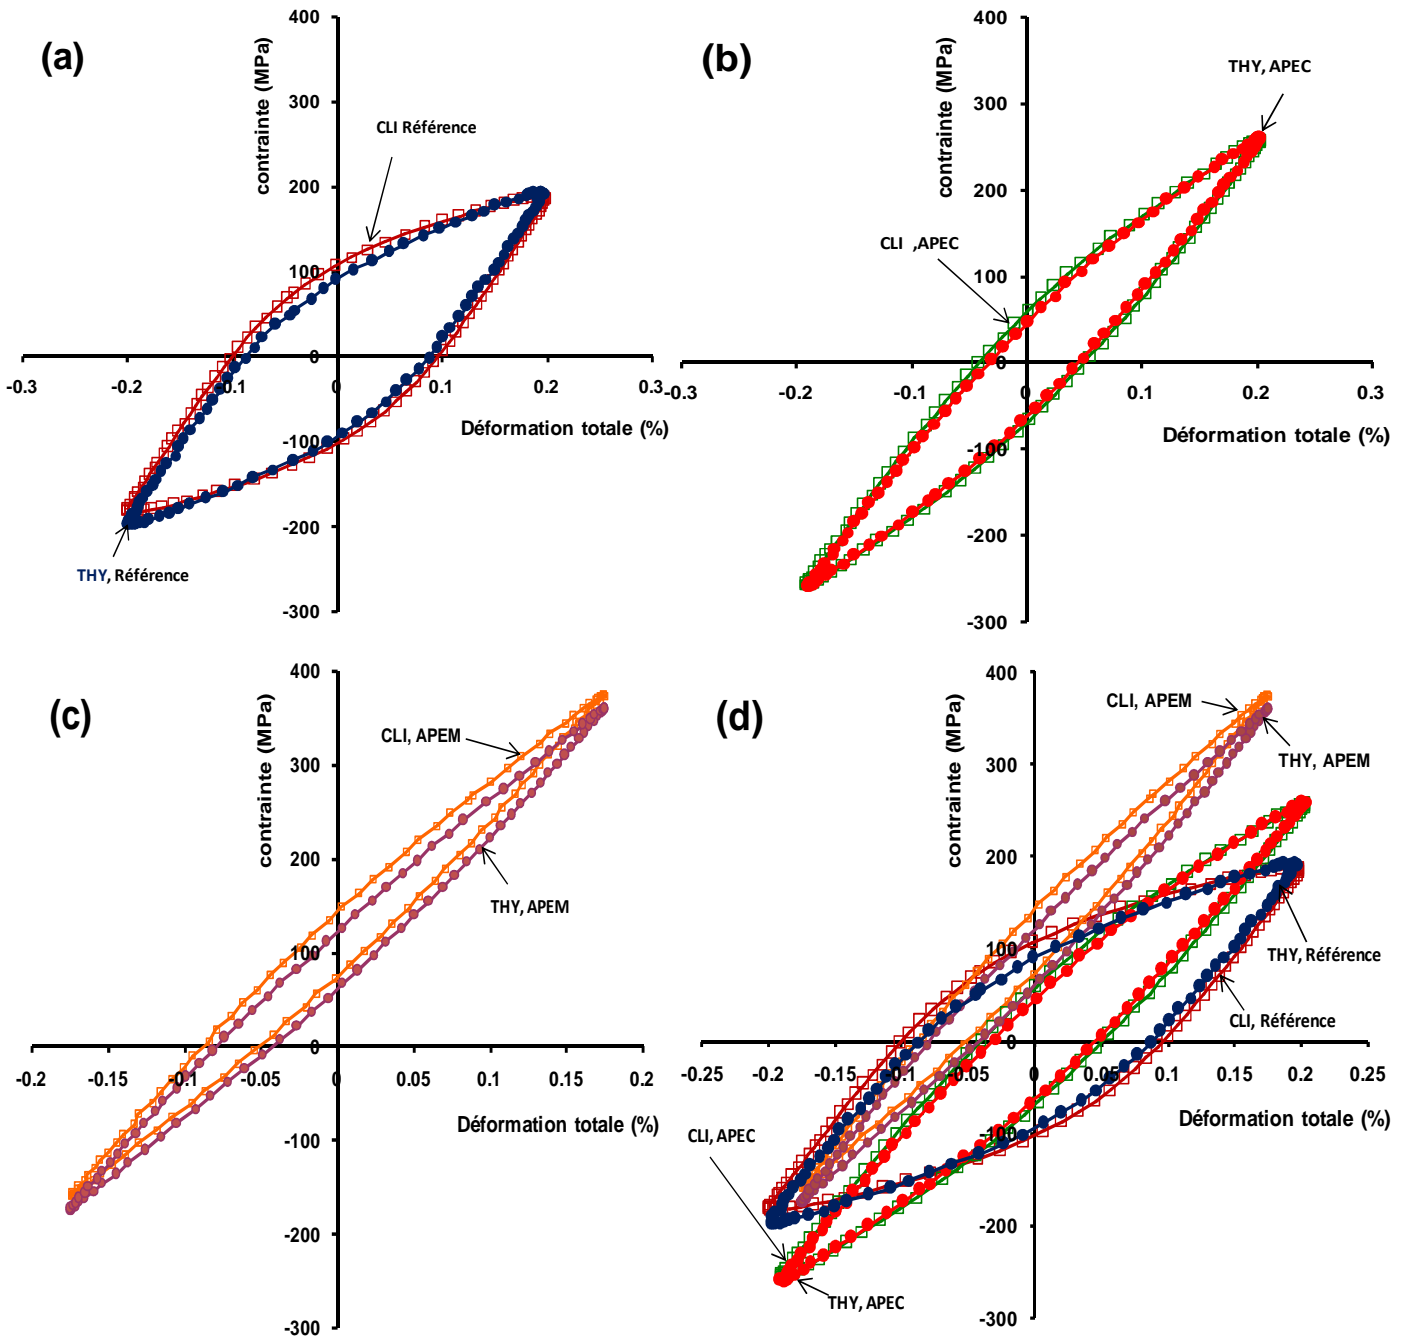 (a)
contrainte (MPa)
400
300
200
100
0
-100
-200
-300
-0.3
-0.2
-0.1
0
0.1
0.2
0.3
CLI Référence
THY, Référence
Déformation totale (%)
(b)
contrainte (MPa)
400
300
200
100
0
-100
-200
-300
-0.3
-0.2
-0.1
0
0.1
0.2
0.3
THY, APEC
CLI ,APEC
Déformation totale (%)
(c)
contrainte (MPa)
400
300
200
100
0
-100
-200
-300
-0.2
-0.15
-0.1
-0.05
0
0.05
0.1
0.15
0.2
CLI, APEM
THY, APEM
Déformation totale (%)
(d)
contrainte (MPa)
400
300
200
100
0
-100
-200
-300
-0.25
-0.2
-0.15
-0.1
-0.05
0
0.05
0.1
0.15
0.2
0.25
CLI, APEM
THY, APEM
THY, Référence
CLI, Référence
Déformation totale (%)
CLI, APEC
THY, APEC